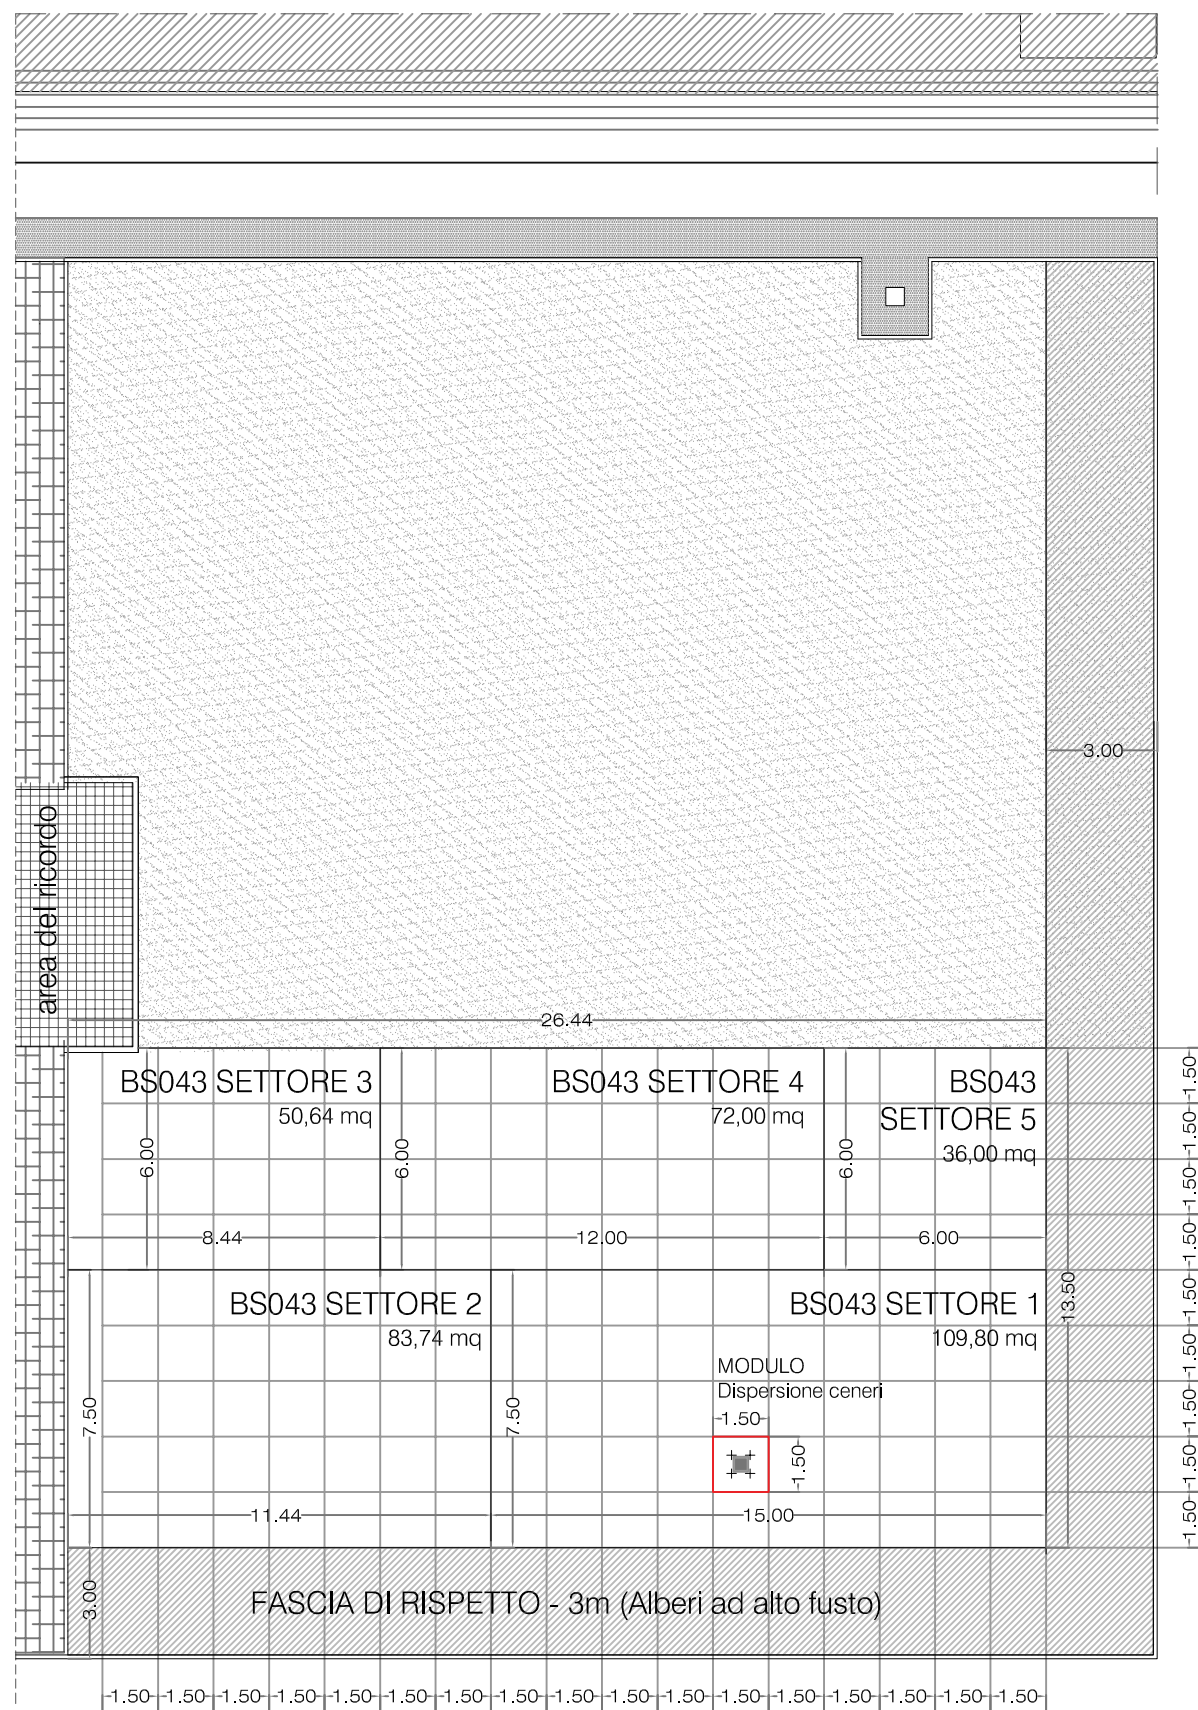 3.00
area del ricordo
26.44
BS043 SETTORE 3
50,64 mq
BS043 SETTORE 4
72,00 mq
BS043
SETTORE 5
36,00 mq
6.00
6.00
6.00
8.44
12.00
6.00
13.50
BS043 SETTORE 2
83,74 mq
BS043 SETTORE 1
109,80 mq
MODULO
Dispersione ceneri
1.50
1.50
7.50
7.50
11.44
15.00
3.00
FASCIA DI RISPETTO - 3m (Alberi ad alto fusto)
1.50 1.50 1.50 1.50 1.50 1.50 1.50 1.50 1.50
1.50 1.50 1.50 1.50 1.50 1.50 1.50 1.50 1.50 1.50 1.50 1.50 1.50 1.50 1.50 1.50 1.50